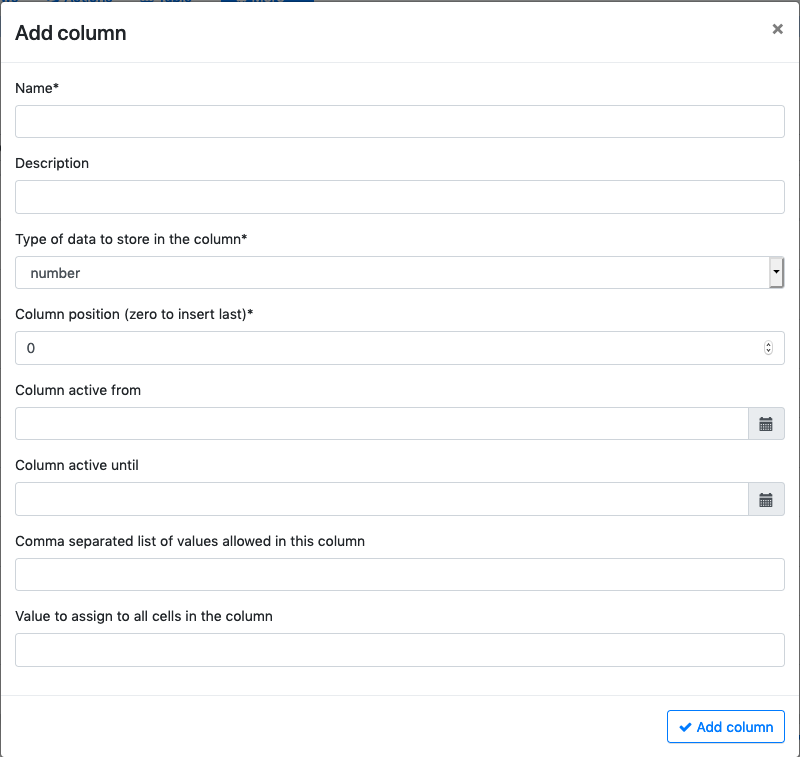 Add column
×
Name*
Description
Type of data to store in the column*
number
Column position (zero to insert last)*
0
Column active from
Column active until
Comma separated list of values allowed in this column
Value to assign to all cells in the column
Add column